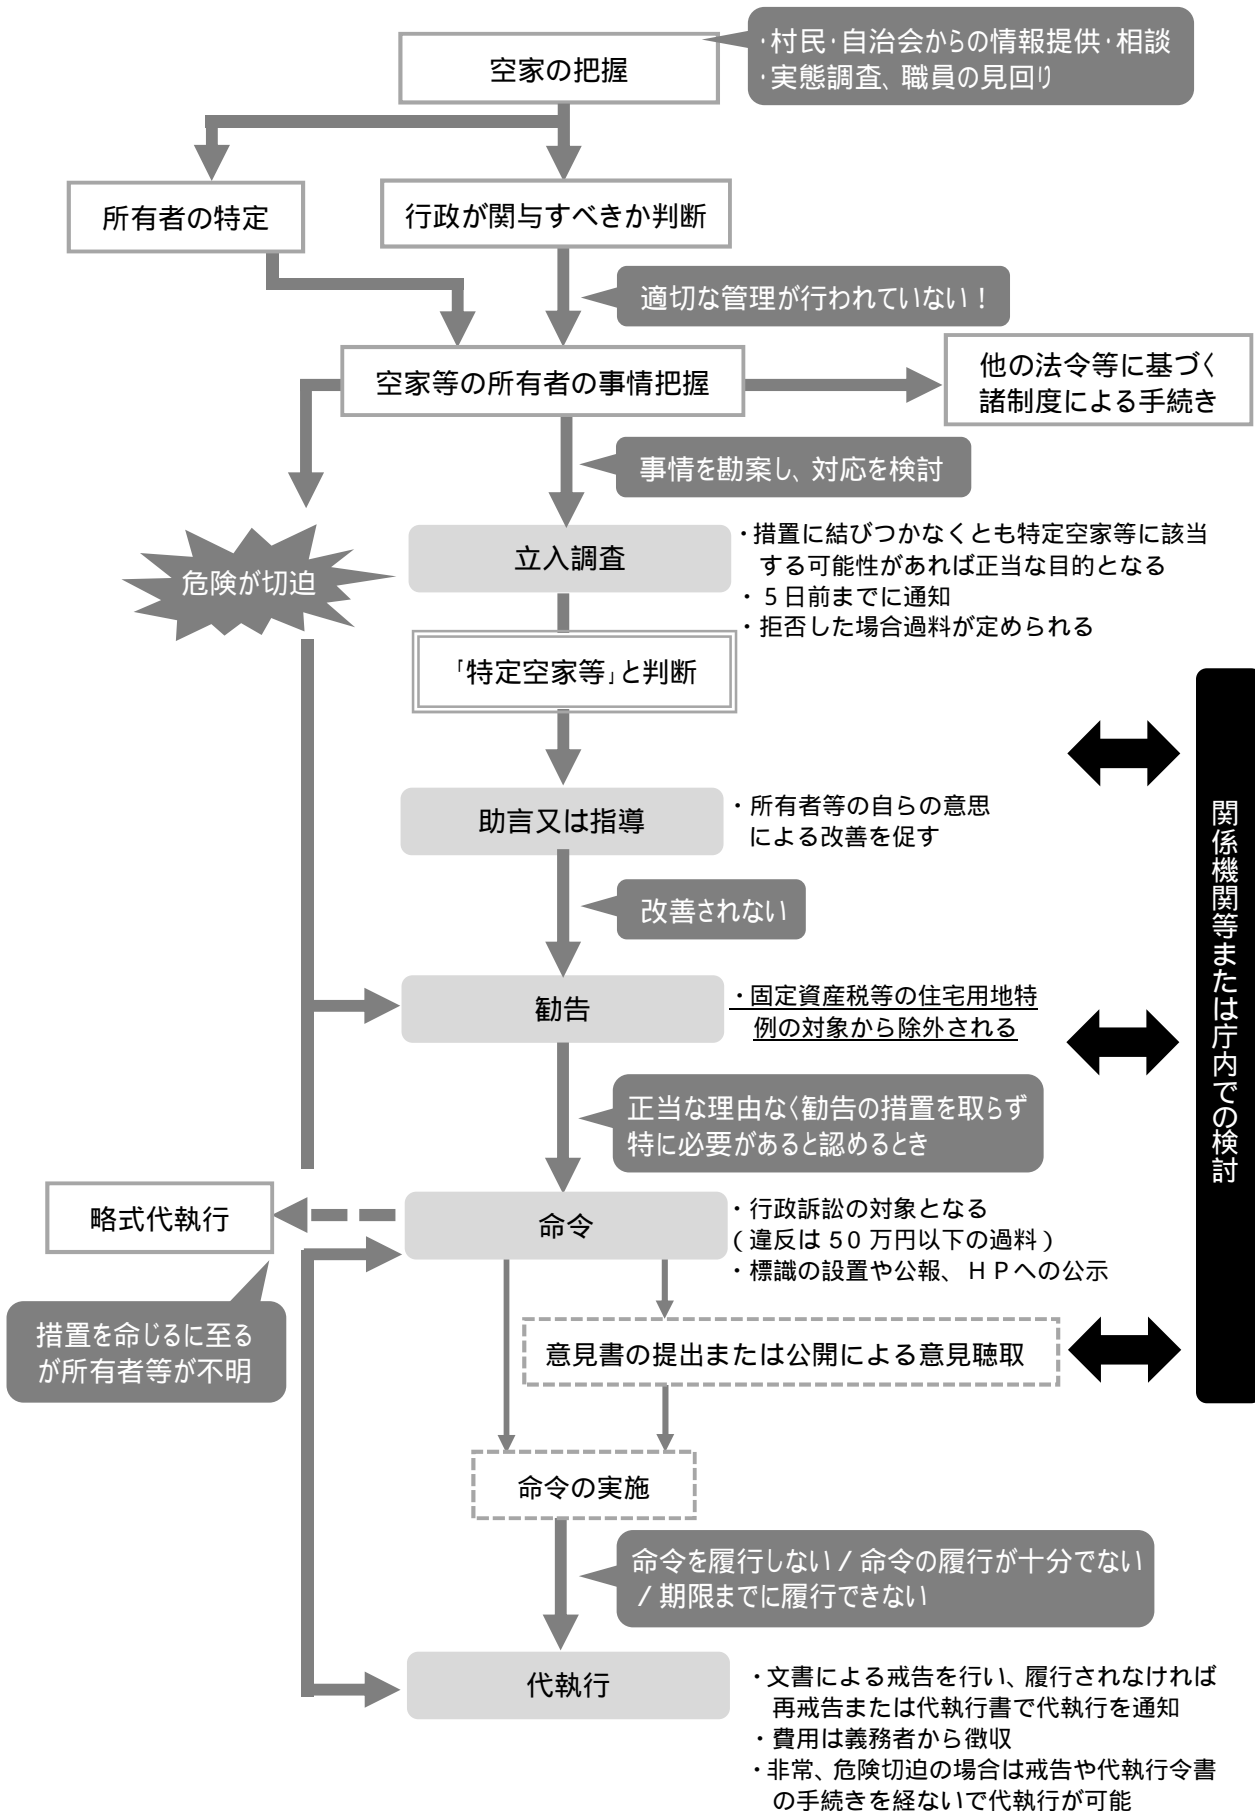 空家の把握
・村民・自治会からの情報提供・相談
・実態調査、職員の見回り
所有者の特定
行政が関与すべきか判断
適切な管理が行われていない！
空家等の所有者の事情把握
他の法令等に基づく
諸制度による手続き
事情を勘案し、対応を検討
危険が切迫
立入調査
・措置に結びつかなくとも特定空家等に該当
する可能性があれば正当な目的となる
・５日前までに通知
・拒否した場合過料が定められる
「特定空家等」と判断
助言又は指導
・所有者等の自らの意思
による改善を促す
改善されない
勧告
・固定資産税等の住宅用地特
例の対象から除外される
正当な理由なく勧告の措置を取らず
特に必要があると認めるとき
略式代執行
命令
・行政訴訟の対象となる
（違反は 50 万円以下の過料）
・標識の設置や公報、ＨＰへの公示
措置を命じるに至る
が所有者等が不明
意見書の提出または公開による意見聴取
関係機関等または庁内での検討
命令の実施
命令を履行しない／命令の履行が十分でない
／期限までに履行できない
代執行
・文書による戒告を行い、履行されなければ
再戒告または代執行書で代執行を通知
・費用は義務者から徴収
・非常、危険切迫の場合は戒告や代執行令書
の手続きを経ないで代執行が可能